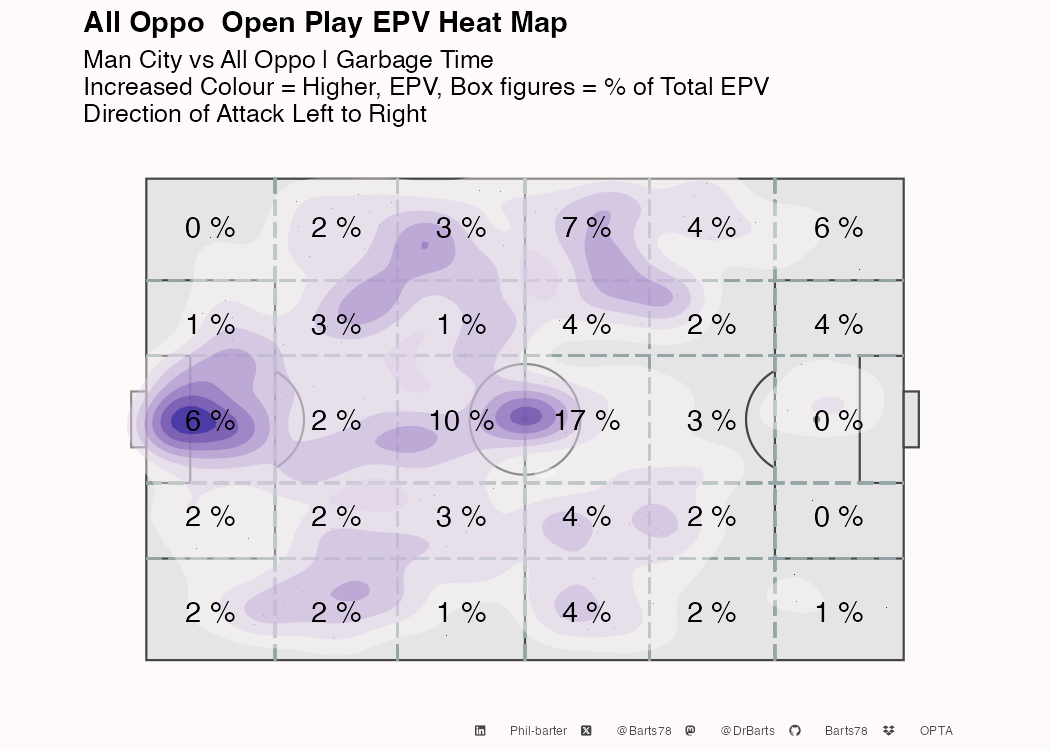 All Oppo  Open Play EPV Heat Map
Man City vs All Oppo | Garbage Time
Increased Colour = Higher, EPV, Box figures = % of Total EPV
Direction of Attack Left to Right
0 % 2 % 3 % 7 % 4 % 6 %
1 % 3 % 1 % 4 % 2 % 4 %
6 % 2 % 10 % 17 % 3 % 0 %
2 % 2 % 3 % 4 % 2 % 0 %
2 % 2 % 1 % 4 % 2 % 1 %
Phil-barter @Barts78 @DrBarts Barts78 OPTA